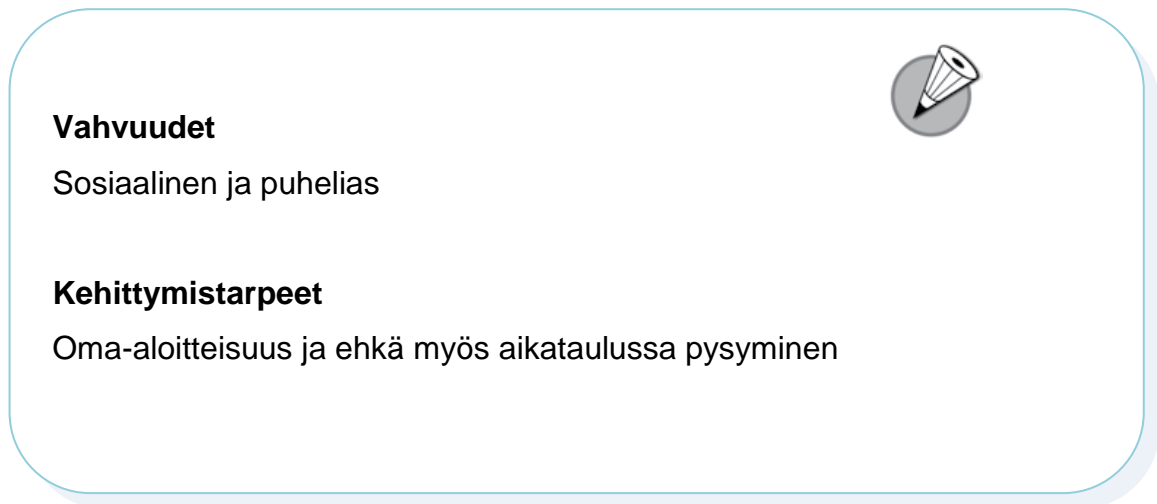 Vahvuudet
Sosiaalinen ja puhelias
Kehittymistarpeet
Oma-aloitteisuus ja ehkä myös aikataulussa pysyminen